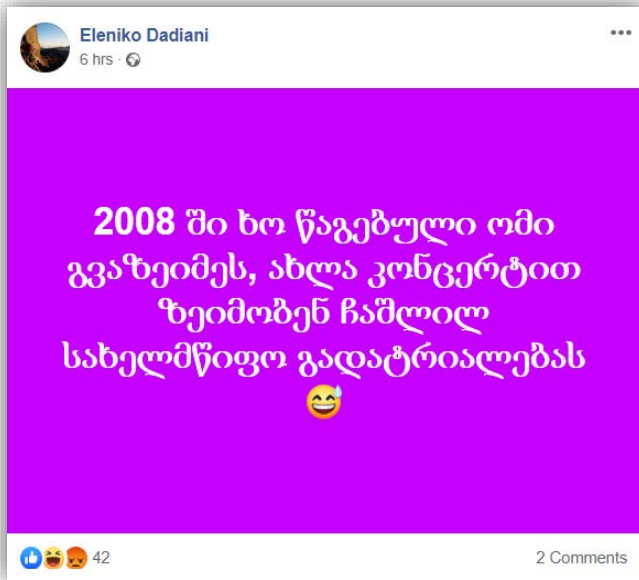 Eleniko Dadiani
6 hrs ·
2008 ში ხო წაგებული ომი
გვაზეიმეს, ახლა კონცერტით
ზეიმობენ ჩაშლილ
სახელმწიფო გადატრიალებას
😅
42
2 Comments